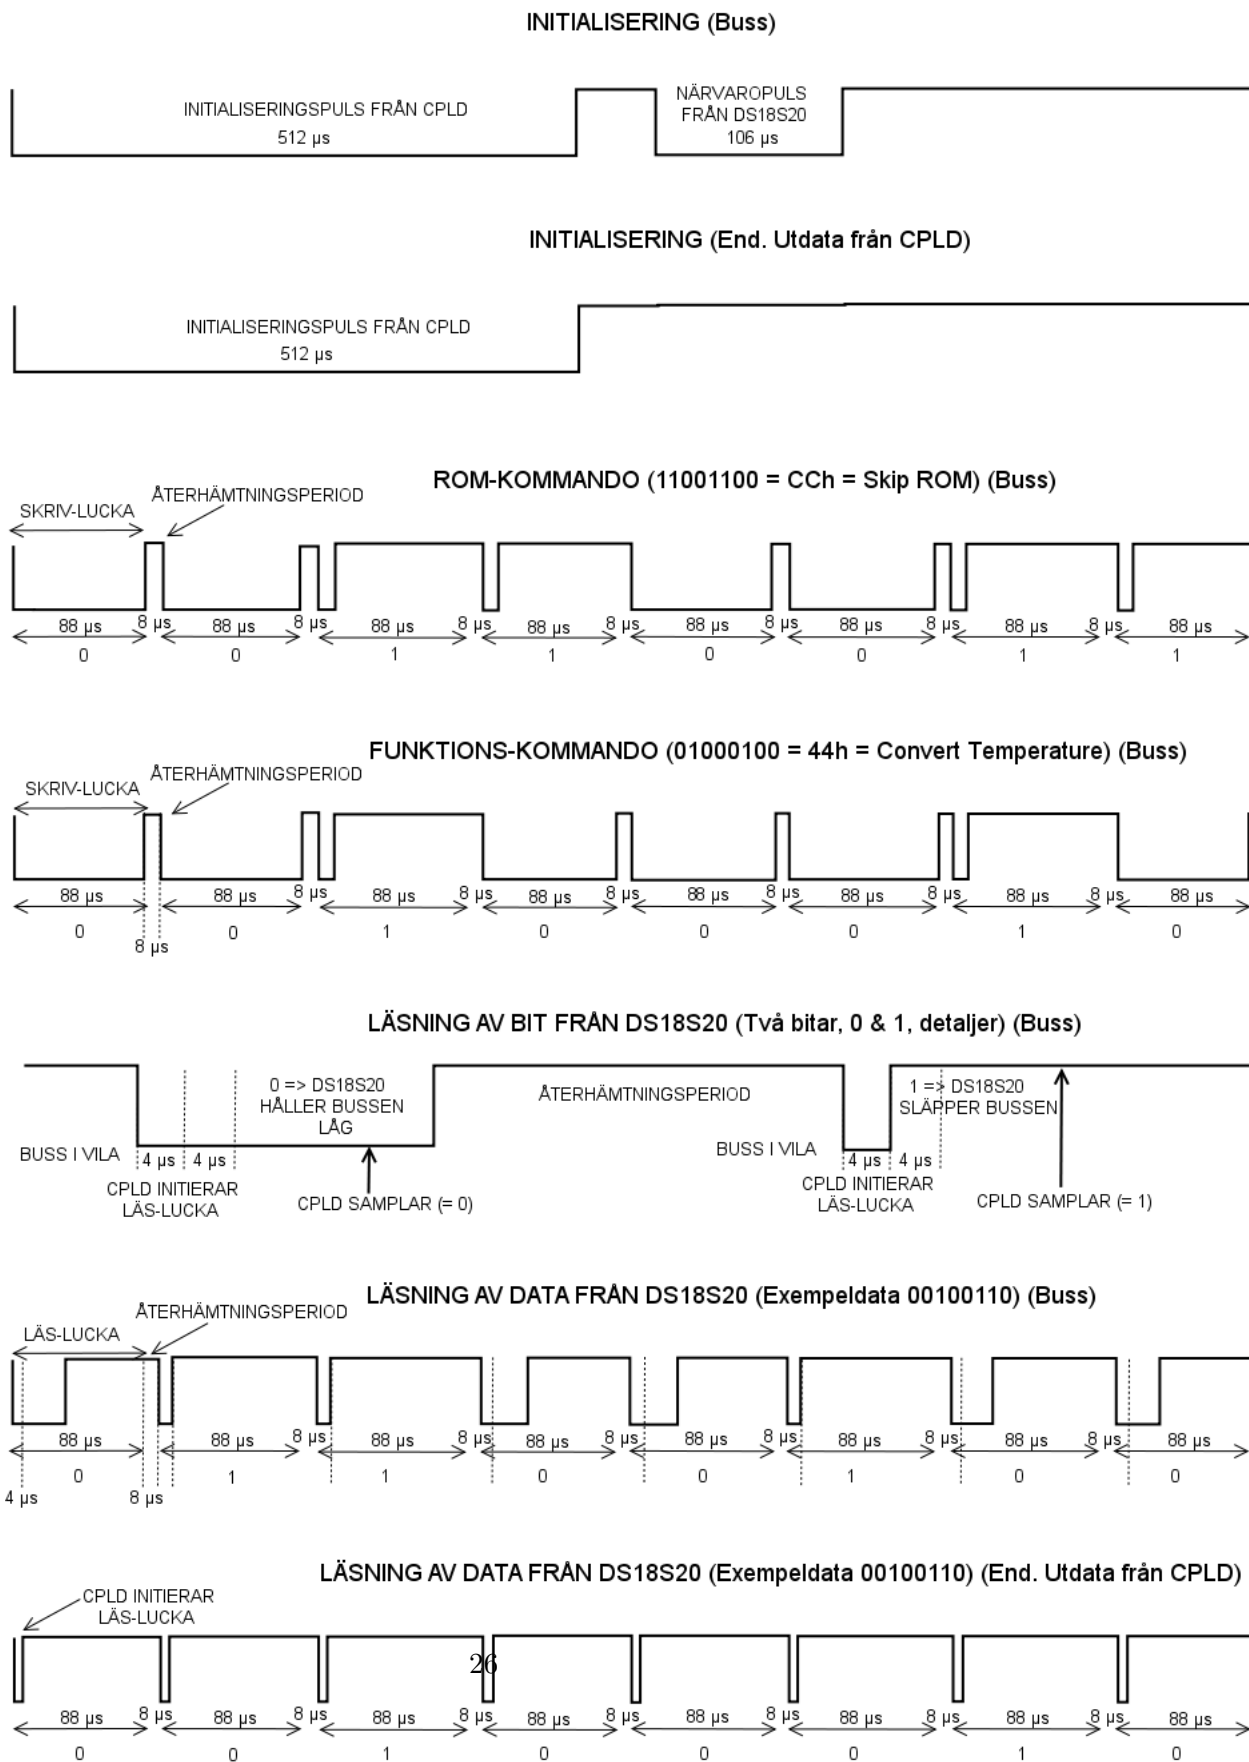 INITIALISERING (Buss)
INITIALISERINGSPULS FRÅN CPLD
512 µs
NÄRVAROPULS
FRÅN DS18S20
106 µs
INITIALISERING (End. Utdata från CPLD)
INITIALISERINGSPULS FRÅN CPLD
512 µs
ROM-KOMMANDO (11001100 = CCh = Skip ROM) (Buss)
SKRIV-LUCKA
ÅTERHÄMTNINGSPERIOD
88 µs 8 µs 88 µs 8 µs 88 µs 8 µs 88 µs 8 µs 88 µs 8 µs 88 µs 8 µs 88 µs 8 µs 88 µs
0 0 1 1 0 0 1 1
FUNKTIONS-KOMMANDO (01000100 = 44h = Convert Temperature) (Buss)
SKRIV-LUCKA
ÅTERHÄMTNINGSPERIOD
88 µs 88 µs 8 µs 88 µs 8 µs 88 µs 8 µs 88 µs 8 µs 88 µs 8 µs 88 µs 8 µs 88 µs
0 0 1 0 0 0 1 0
8 µs
LÄSNING AV BIT FRÅN DS18S20 (Två bitar, 0 & 1, detaljer) (Buss)
0 => DS18S20
HÅLLER BUSSEN
LÅG
ÅTERHÄMTNINGSPERIOD
1 => DS18S20
SLÄPPER BUSSEN
BUSS I VILA
4 µs 4 µs
CPLD INITIERAR
LÄS-LUCKA
CPLD SAMPLAR (= 0)
BUSS I VILA
4 µs 4 µs
CPLD INITIERAR
LÄS-LUCKA
CPLD SAMPLAR (= 1)
LÄSNING AV DATA FRÅN DS18S20 (Exempeldata 00100110) (Buss)
LÄS-LUCKA
ÅTERHÄMTNINGSPERIOD
88 µs 88 µs 8 µs 88 µs 8 µs 88 µs 8 µs 88 µs 8 µs 88 µs 8 µs 88 µs 8 µs 88 µs
0 1 1 0 0 1 0 0
4 µs 8 µs
LÄSNING AV DATA FRÅN DS18S20 (Exempeldata 00100110) (End. Utdata från CPLD)
CPLD INITIERAR
LÄS-LUCKA
26
88 µs 8 µs 88 µs 8 µs 88 µs 8 µs 88 µs 8 µs 88 µs 8 µs 88 µs 8 µs 88 µs 8 µs 88 µs
0 0 1 0 0 0 1 0